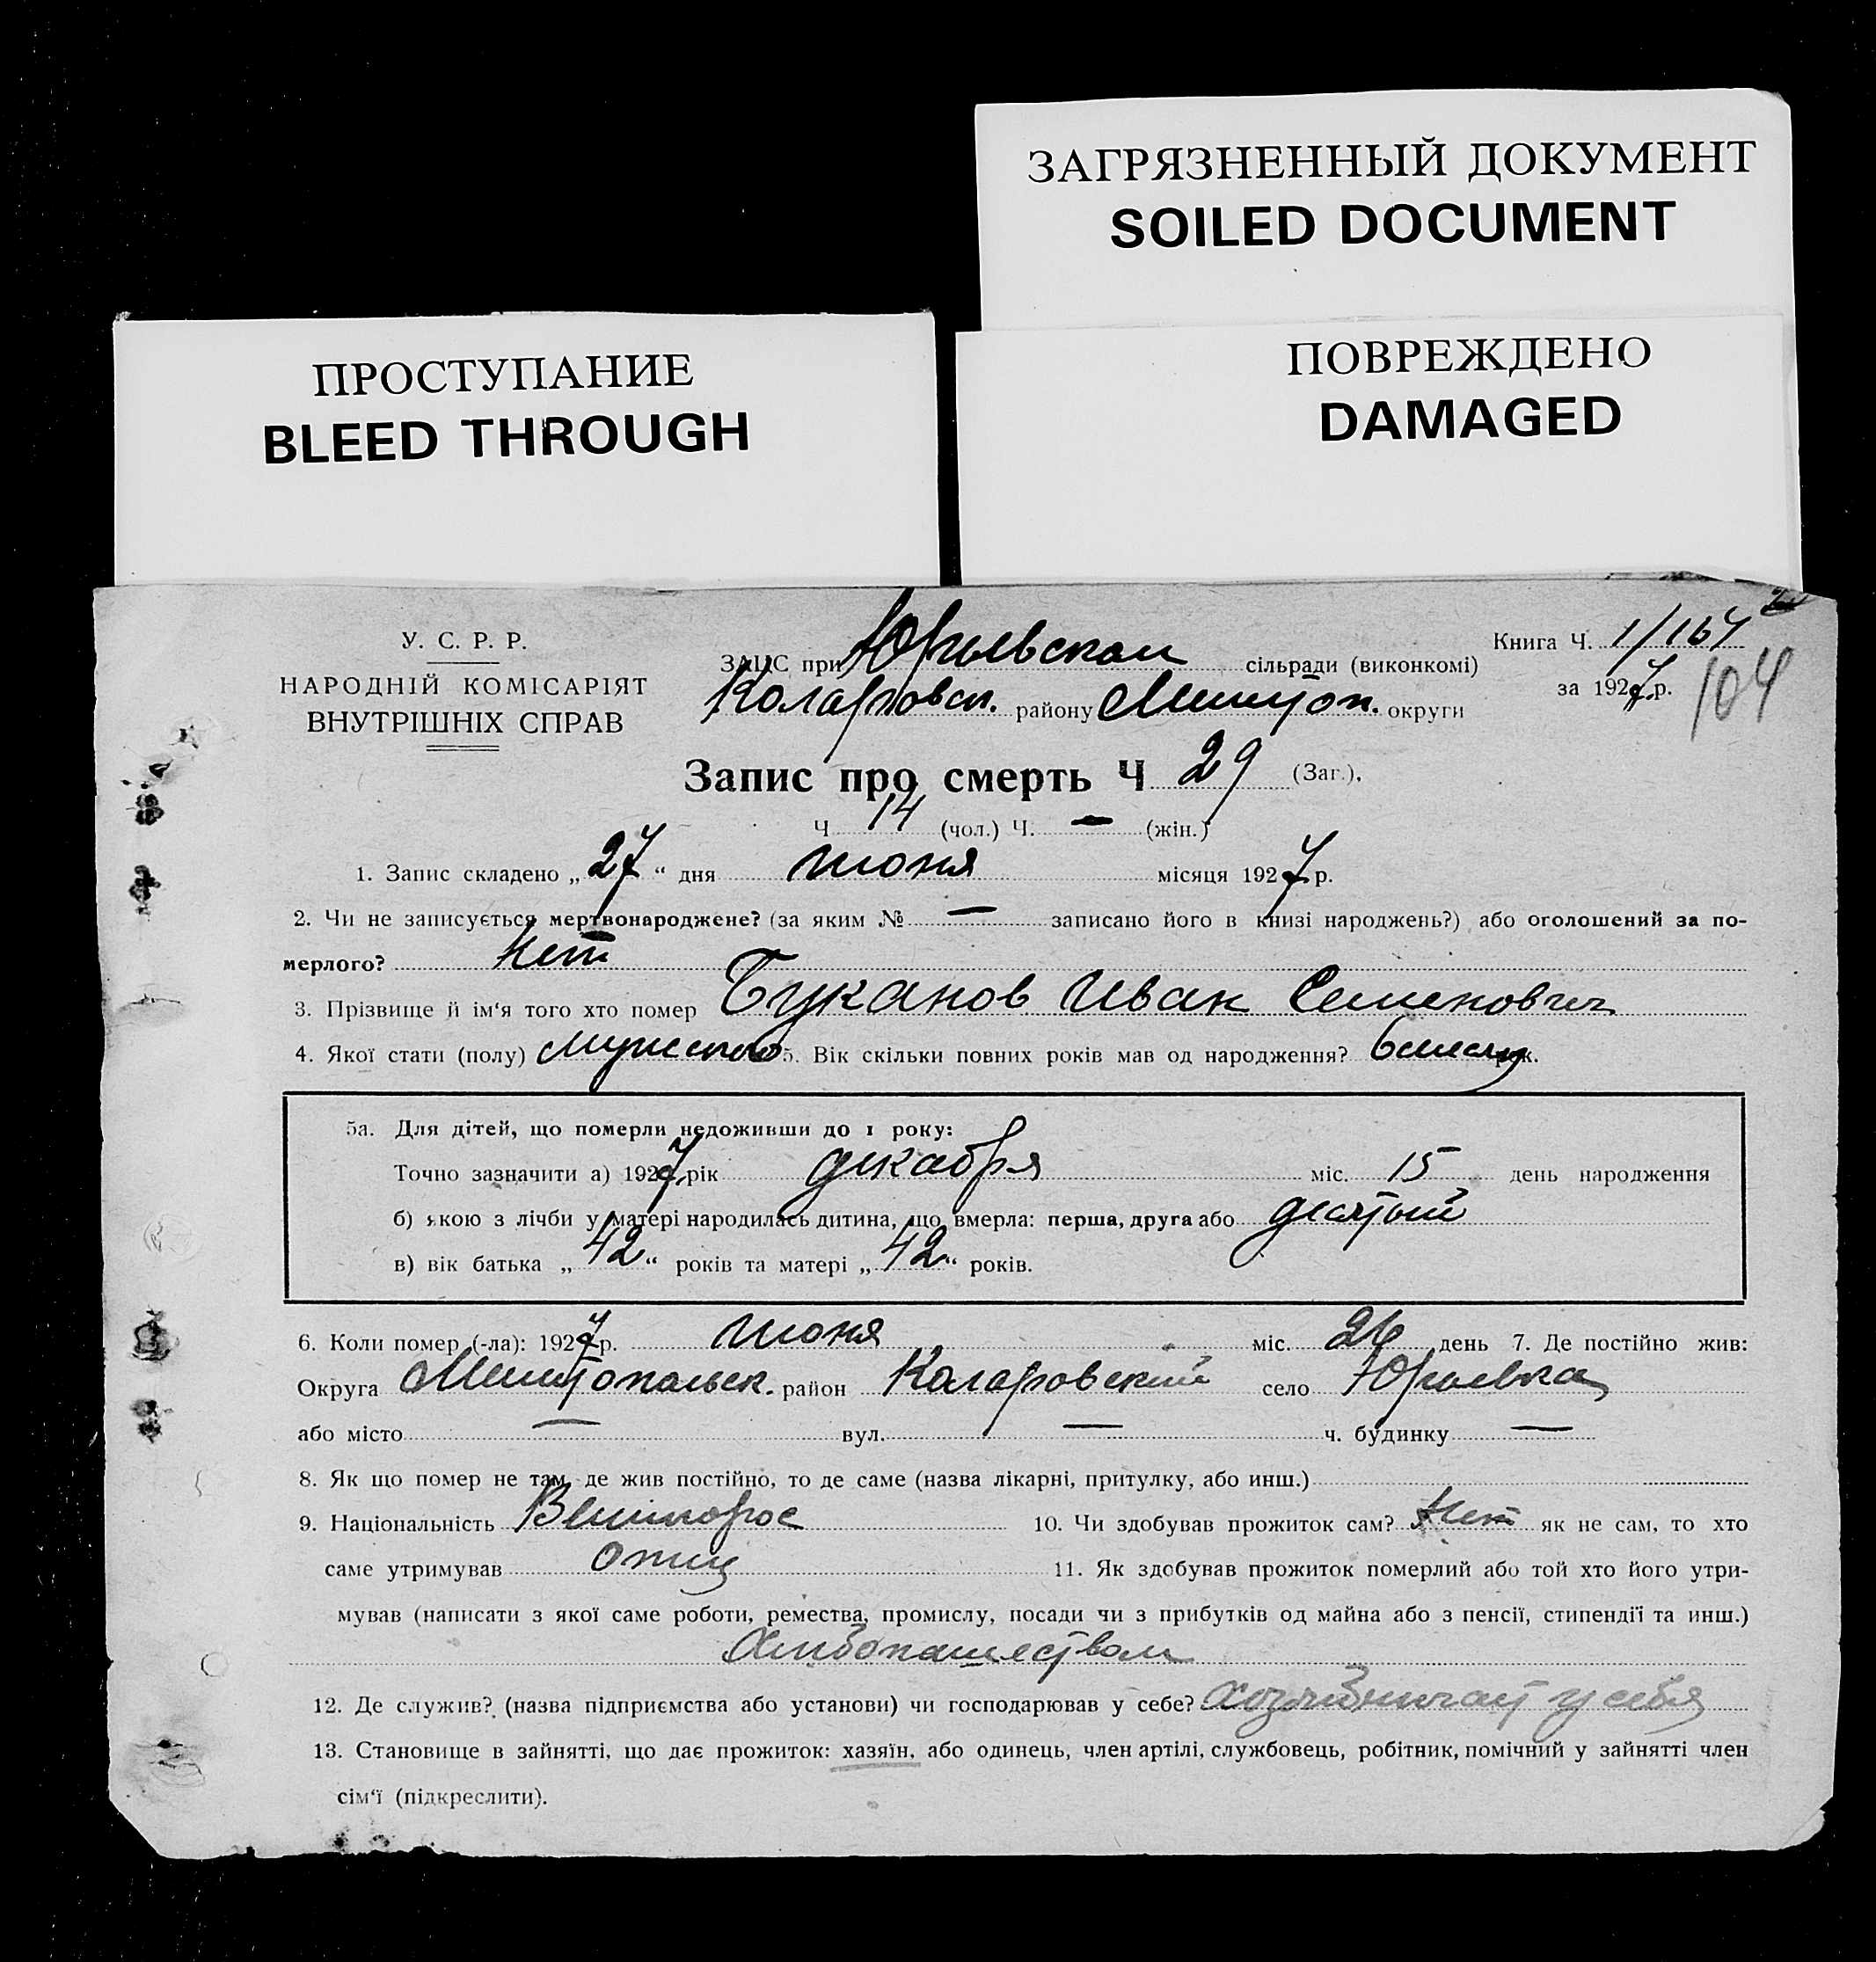 ЗАГРЯЗНЕННЫЙ ДОКУМЕНТ
SOILED DOCUMENT
ПРОСТУПАНИЕ
BLEED THROUGH
ПОВРЕЖДЕНО
DAMAGED
У. С. Р. Р.
НАРОДНІЙ КОМІСАРІЯТ
ВНУТРІШНІХ СПРАВ
ЗАГС при Юрьевском сільради (виконкомі)
Коларовск. району Мелитоп. округи
Книга Ч. 1/164
за 1927 р.
104
Запис про смерть Ч 29 (Заг.),
Ч 14 (чол.) Ч. — (жін.)
1. Запис складено „27“ дня июня місяця 1927 р.
2. Чи не записується мертвонароджене? (за яким № — записано його в книзі народжень?) або оголошений за по-
мерлого? Нет
3. Прізвище й ім‘я того хто помер Буканов Иван Семенович
4. Якої стати (полу) мужского 5. Вік скільки повних років мав од народження? 6 месяц
5а. Для дітей, що померли недоживши до 1 року:
Точно зазначити а) 1927 рік декабря міс. 15 день народження
б) якою з лічби у матері народилась дитина, що вмерла: перша, друга або десятый
в) вік батька „42“ років та матері „42“ років.
6. Коли помер (-ла): 1927 р. июня міс. 26 день 7. Де постійно жив:
Округа Мелитопольск. район Коларовский село Юрьевка
або місто — вул. — ч. будинку —
8. Як що помер не там, де жив постійно, то де саме (назва лікарні, притулку, або инш.)
9. Національність Великорос 10. Чи здобував прожиток сам? Нет як не сам, то хто
саме утримував отец 11. Як здобував прожиток померлий або той хто його утри-
мував (написати з якої саме роботи, ремества, промислу, посади чи з прибутків од майна або з пенсії, стипендії та инш.)
Хлебопашеством
12. Де служив? (назва підприємства або установи) чи господарював у себе? Хозяйничает у себя
13. Становище в зайнятті, що дає прожиток: хазяїн, або одинець, член артілі, службовець, робітник, помічний у зайнятті член
сім‘ї (підкреслити).